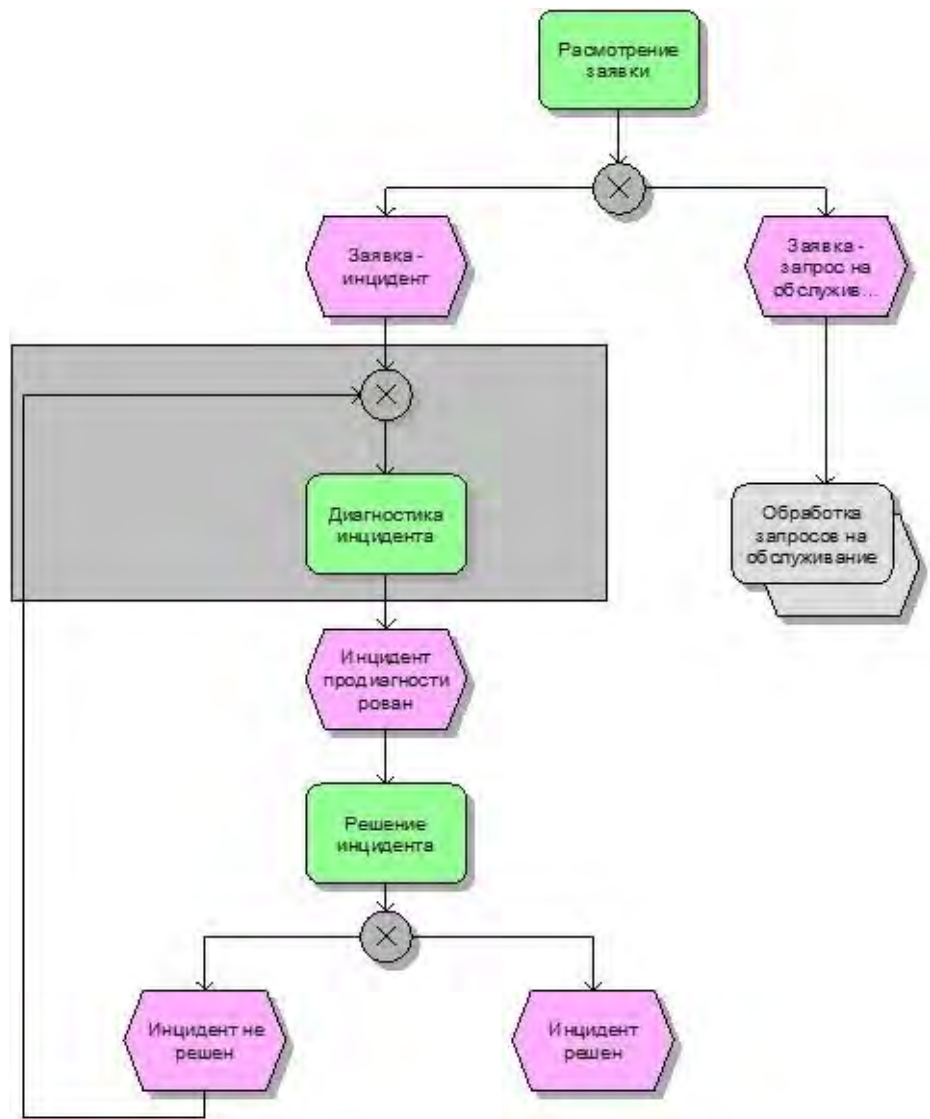 Расмотрение
заявки
Заявка -
инцидент
Заявка -
запрос на
обслужив...
Диагностика
инцидента
Обработка
запросов на
обслуживание
Инцидент
продиагности
рован
Решение
инцидента
Инцидент не
решен
Инцидент
решен